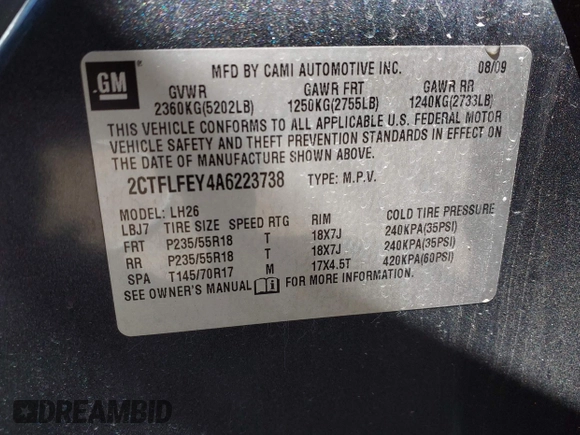 GM
MFD BY CAMI AUTOMOTIVE INC. 08/09
GVWR GAWR FRT GAWR RR
2360KG(5202LB) 1250KG(2755LB) 1240KG(2733LB)
THIS VEHICLE CONFORMS TO ALL APPLICABLE U.S. FEDERAL MOTOR
VEHICLE SAFETY AND THEFT PREVENTION STANDARDS IN EFFECT ON
THE DATE OF MANUFACTURE SHOWN ABOVE.
2CTFLFEY4A6223738 TYPE: M.P.V.
MODEL: LH26
LBJ7 TIRE SIZE SPEED RTG RIM COLD TIRE PRESSURE
FRT P235/55R18 T 18X7J 240KPA(35PSI)
RR P235/55R18 T 18X7J 240KPA(35PSI)
SPA T145/70R17 M 17X4.5T 420KPA(60PSI)
SEE OWNER'S MANUAL FOR MORE INFORMATION.
DREAMBID